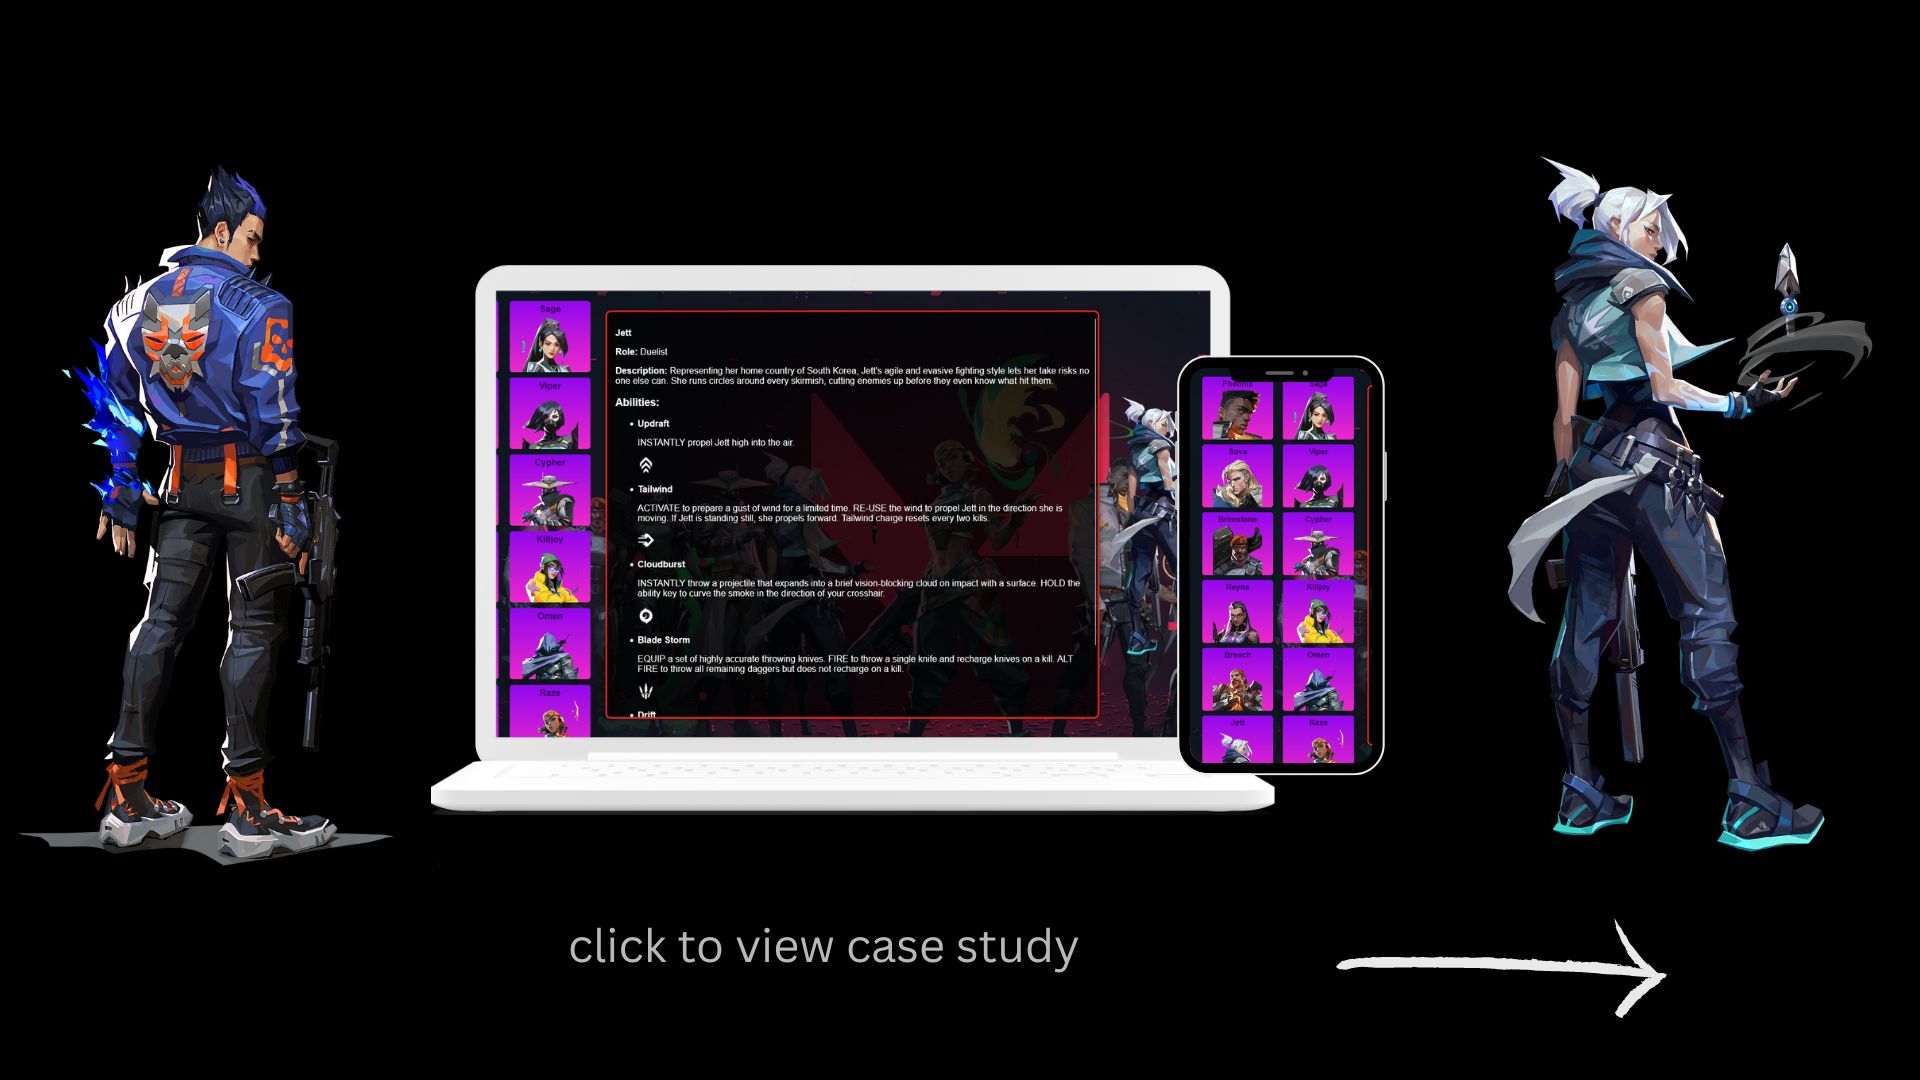 Sage
Viper
Cypher
Killjoy
Omen
Raze
Jett
Role: Duelist
Description: Representing her home country of South Korea, Jett's agile and evasive fighting style lets her take risks no
one else can. She runs circles around every skirmish, cutting enemies up before they even know what hit them.
Abilities:
• Updraft
INSTANTLY propel Jett high into the air.
• Tailwind
ACTIVATE to prepare a gust of wind for a limited time. RE-USE the wind to propel Jett in the direction she is
moving. If Jett is standing still, she propels forward. Tailwind charge resets every two kills.
• Cloudburst
INSTANTLY throw a projectile that expands into a brief vision-blocking cloud on impact with a surface. HOLD the
ability key to curve the smoke in the direction of your crosshair.
• Blade Storm
EQUIP a set of highly accurate throwing knives. FIRE to throw a single knife and recharge knives on a kill. ALT
FIRE to throw all remaining daggers but does not recharge on a kill.
• Drift
Pheonix Sage
Sova Viper
Brimstone Cypher
Reyna Killjoy
Breach Omen
Jett Raze
click to view case study